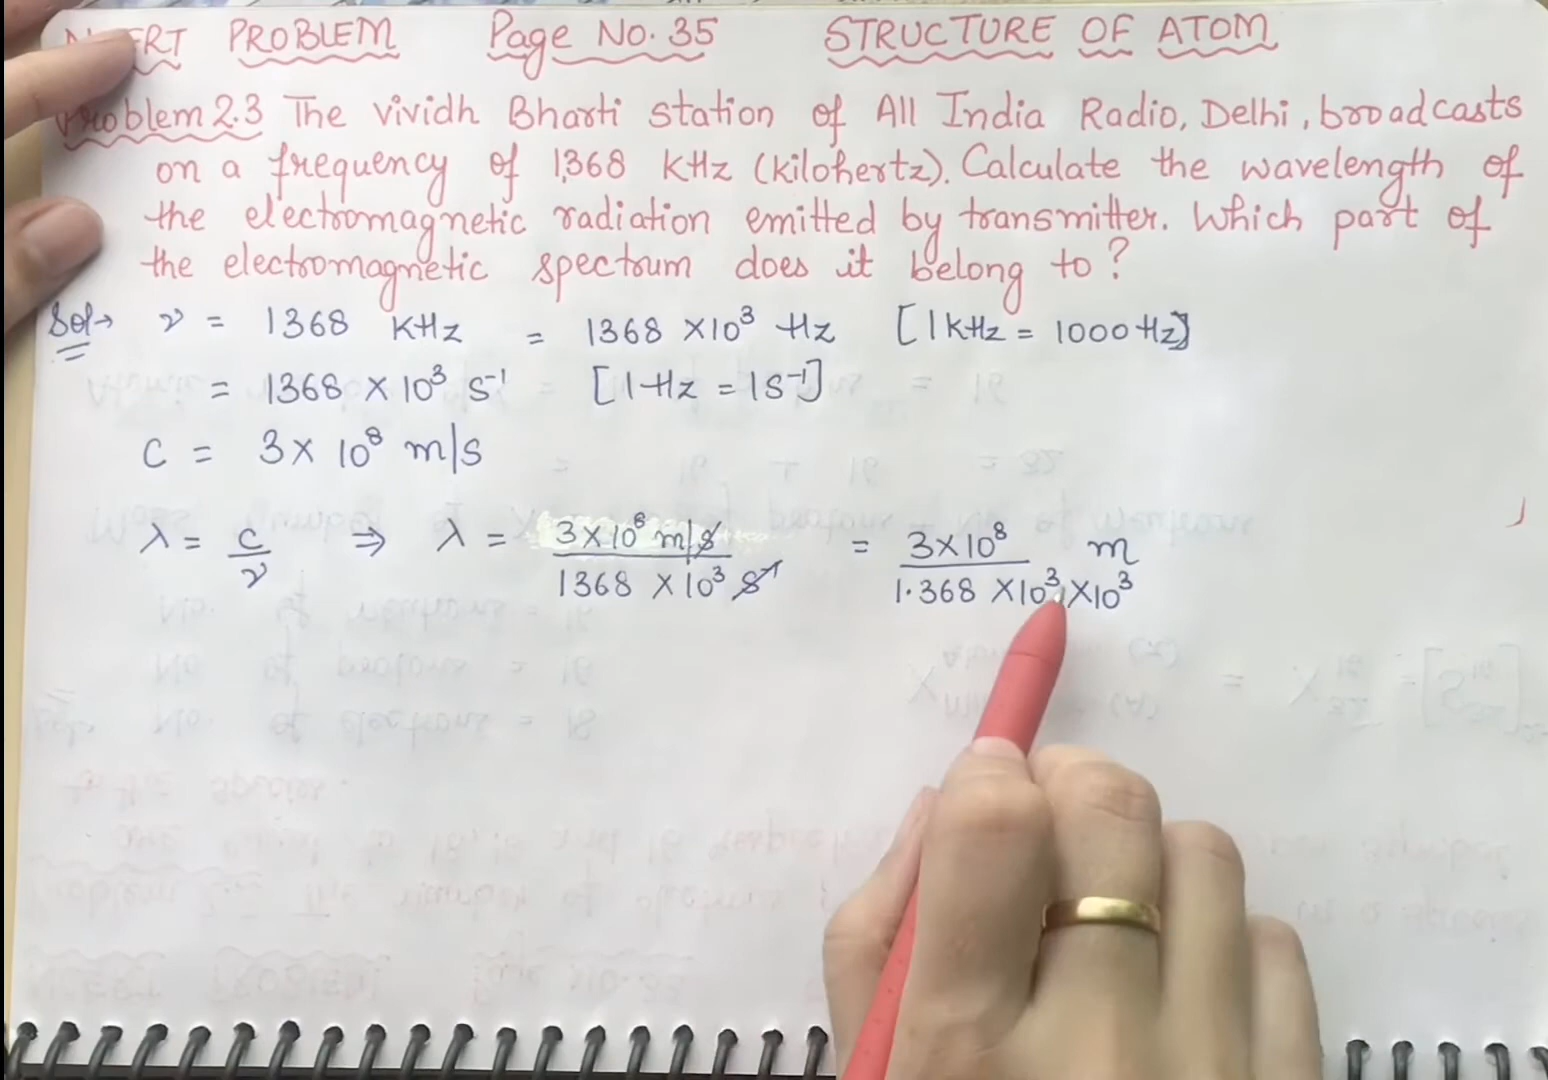 NCERT PROBLEM Page No. 35 STRUCTURE OF ATOM
Problem 2.3 The Vividh Bharti station of All India Radio, Delhi, broadcasts
on a frequency of 1,368 KHz (kilohertz). Calculate the wavelength of
the electromagnetic radiation emitted by transmitter. Which part of
the electromagnetic spectrum does it belong to?
Sol→ ν = 1368 KHz = 1368 ×10³ Hz [1 KHz = 1000 Hz]
= 1368 × 10³ S⁻¹ [1 Hz = 1S⁻¹]
C = 3× 10⁸ m/s
λ = c/ν ⇒ λ = 3×10⁸ m/s / 1368 ×10³ s⁻¹ = 3×10⁸ / 1.368 ×10³ ×10³ m